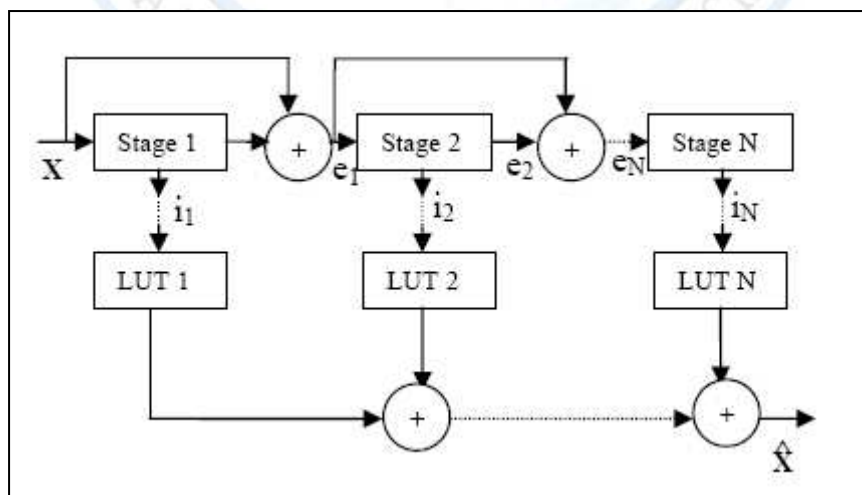 Stage 1
+
Stage 2
+
Stage N
x
e₁
e₂
eN
i₁
i₂
iN
LUT 1
LUT 2
LUT N
+
+
x̂